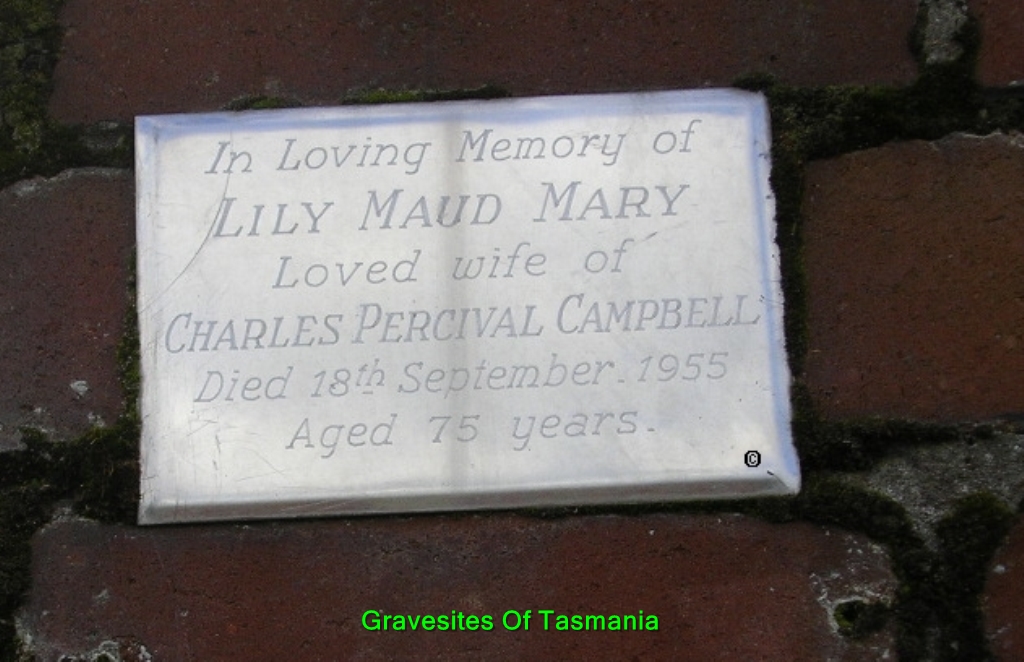 In Loving Memory of
LILY MAUD MARY
Loved wife of
CHARLES PERCIVAL CAMPBELL
Died 18th September. 1955
Aged 75 years.
©
Gravesites Of Tasmania